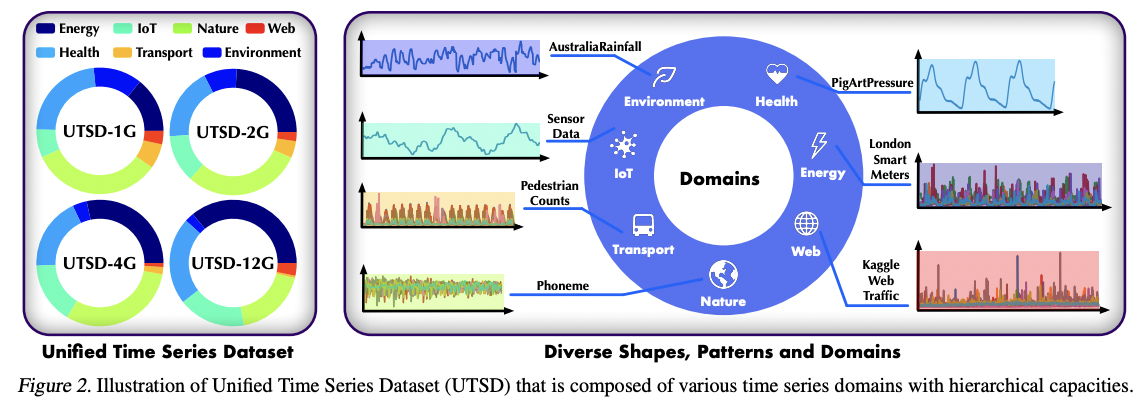 Energy
IoT
Nature
Web
Health
Transport
Environment
UTSD-1G
UTSD-2G
UTSD-4G
UTSD-12G
Unified Time Series Dataset
AustraliaRainfall
Sensor
Data
Pedestrian
Counts
Phoneme
Environment
Health
IoT
Energy
Domains
Transport
Web
Nature
PigArtPressure
London
Smart
Meters
Kaggle
Web
Traffic
Diverse Shapes, Patterns and Domains
Figure 2. Illustration of Unified Time Series Dataset (UTSD) that is composed of various time series domains with hierarchical capacities.